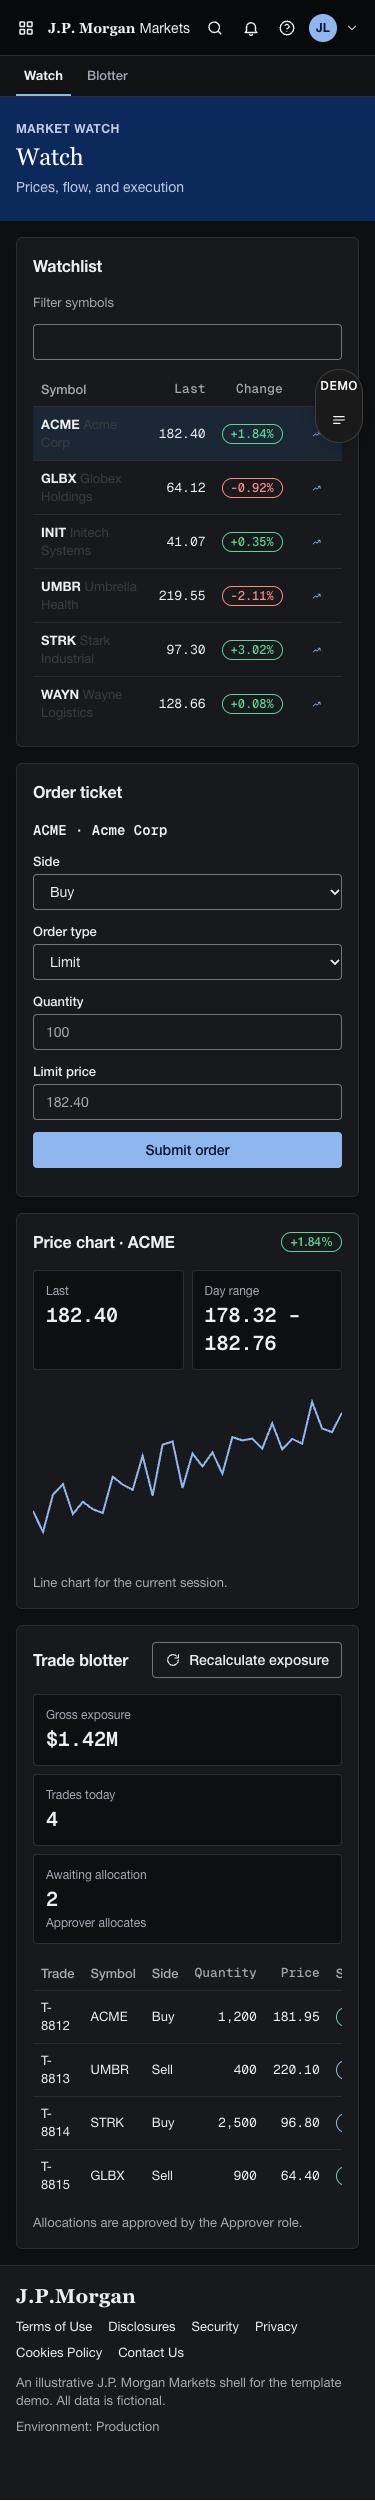 J.P. Morgan Markets
JL
Watch
Blotter
MARKET WATCH
Watch
Prices, flow, and execution
Watchlist
Filter symbols
DEMO
Symbol Last Change
ACME Acme Corp 182.40 +1.84%
GLBX Globex Holdings 64.12 -0.92%
INIT Initech Systems 41.07 +0.35%
UMBR Umbrella Health 219.55 -2.11%
STRK Stark Industrial 97.30 +3.02%
WAYN Wayne Logistics 128.66 +0.08%
Order ticket
ACME · Acme Corp
Side
Buy
Order type
Limit
Quantity
100
Limit price
182.40
Submit order
Price chart · ACME
+1.84%
Last
182.40
Day range
178.32 –
182.76
Line chart for the current session.
Trade blotter
Recalculate exposure
Gross exposure
$1.42M
Trades today
4
Awaiting allocation
2
Approver allocates
Trade Symbol Side Quantity Price S
T-8812 ACME Buy 1,200 181.95
T-8813 UMBR Sell 400 220.10
T-8814 STRK Buy 2,500 96.80
T-8815 GLBX Sell 900 64.40
Allocations are approved by the Approver role.
J.P.Morgan
Terms of Use Disclosures Security Privacy
Cookies Policy Contact Us
An illustrative J.P. Morgan Markets shell for the template
demo. All data is fictional.
Environment: Production